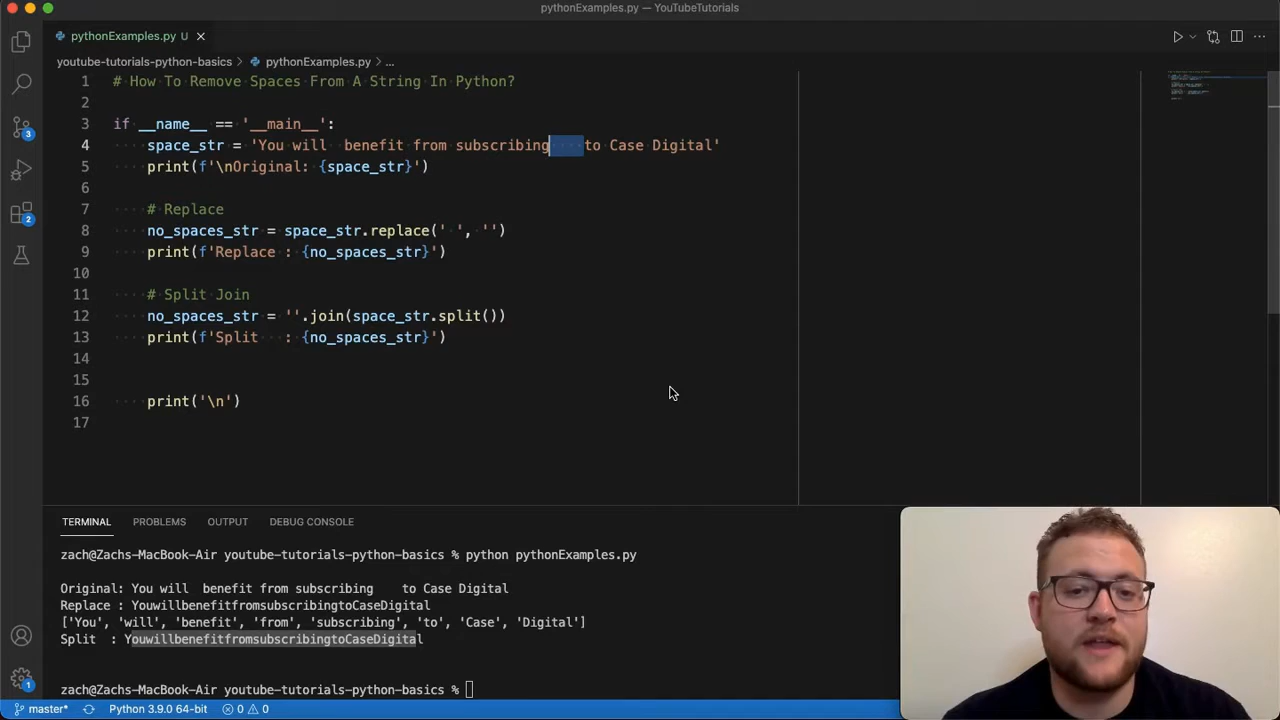 pythonExamples.py — YouTubeTutorials
pythonExamples.py U
youtube-tutorials-python-basics > pythonExamples.py > ...
1 # How To Remove Spaces From A String In Python?
2
3 if __name__ == '__main__':
4 space_str = 'You will  benefit from subscribing    to Case Digital'
5 print(f'\nOriginal: {space_str}')
6
7 # Replace
8 no_spaces_str = space_str.replace(' ', '')
9 print(f'Replace : {no_spaces_str}')
10
11 # Split Join
12 no_spaces_str = ''.join(space_str.split())
13 print(f'Split   : {no_spaces_str}')
14
15
16 print('\n')
17
3
2
TERMINAL PROBLEMS OUTPUT DEBUG CONSOLE
zach@Zachs-MacBook-Air youtube-tutorials-python-basics % python pythonExamples.py
Original: You will  benefit from subscribing    to Case Digital
Replace : YouwillbenefitfromsubscribingtoCaseDigital
['You', 'will', 'benefit', 'from', 'subscribing', 'to', 'Case', 'Digital']
Split  : YouwillbenefitfromsubscribingtoCaseDigital
zach@Zachs-MacBook-Air youtube-tutorials-python-basics %
1
master* Python 3.9.0 64-bit 0 0